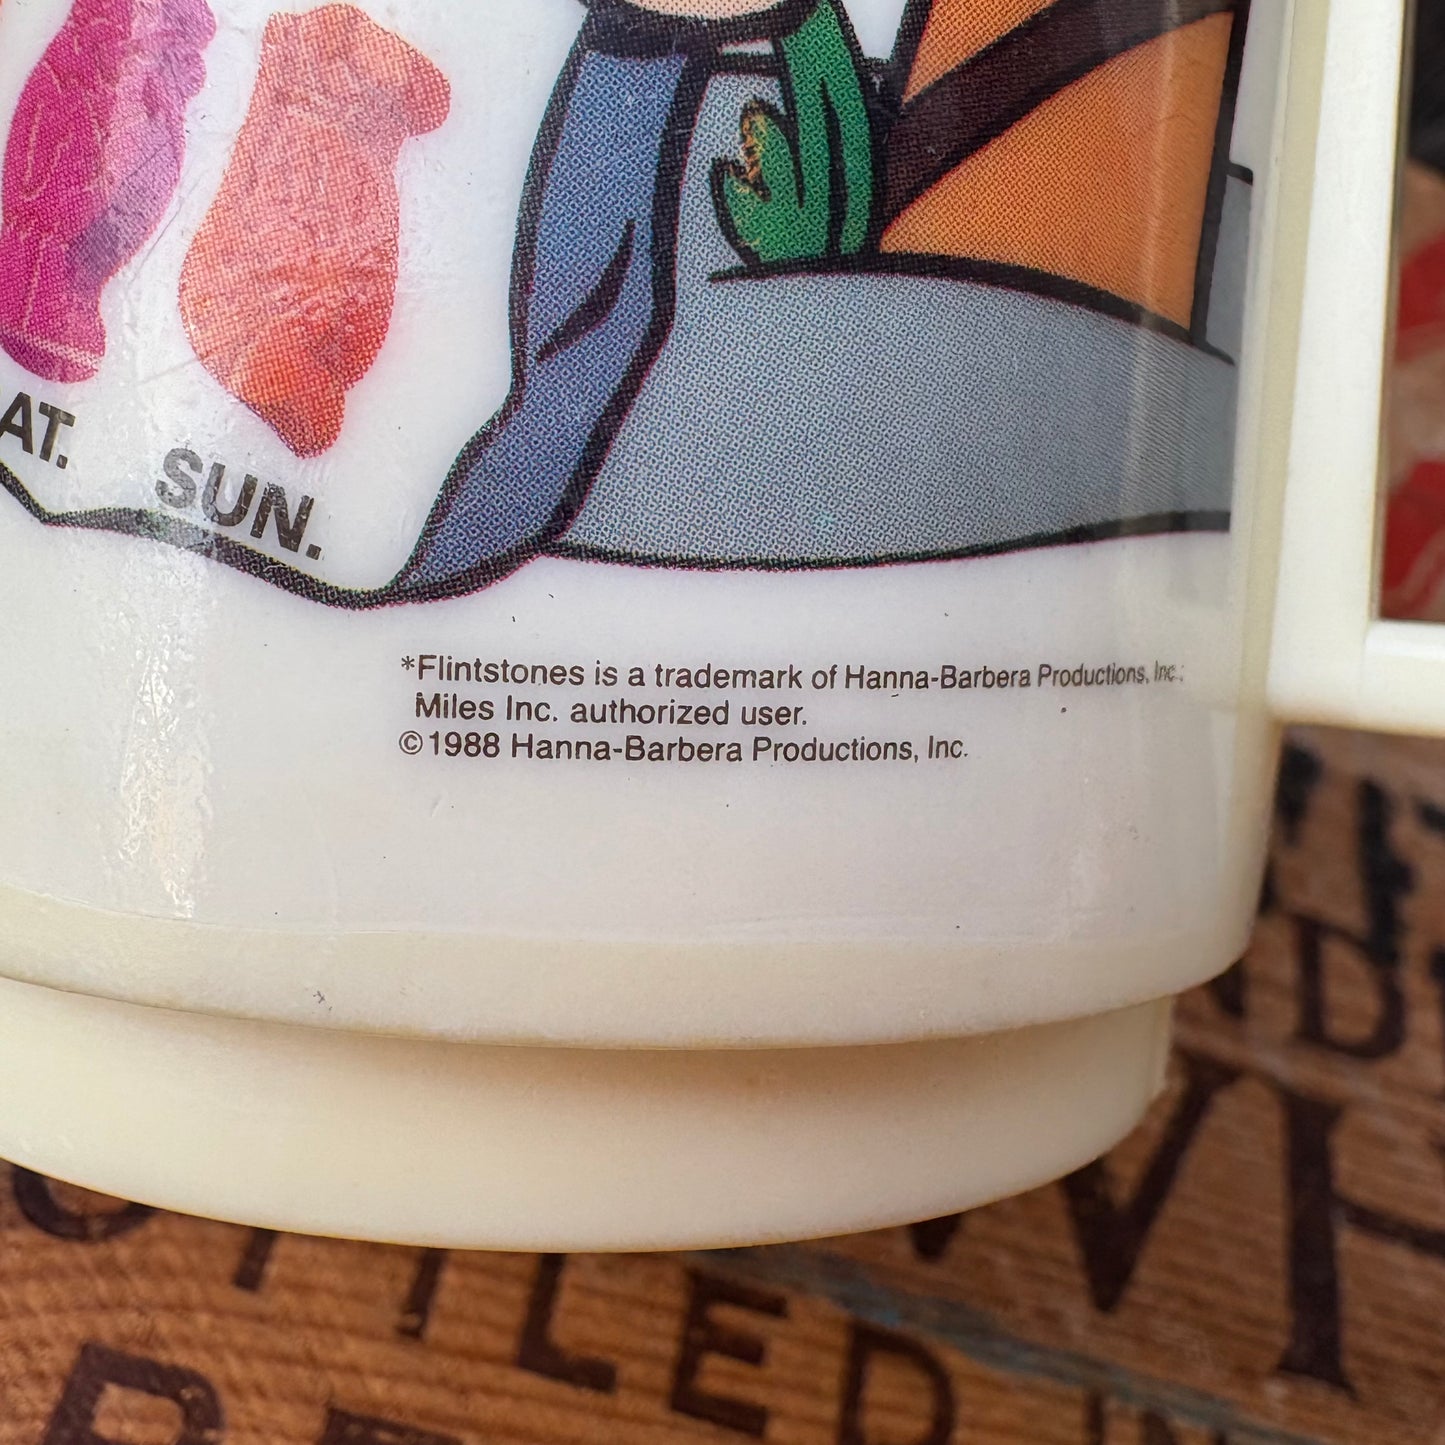 AT.
SUN.
*Flintstones is a trademark of Hanna-Barbera Productions, Inc.
Miles Inc. authorized user.
©1988 Hanna-Barbera Productions, Inc.